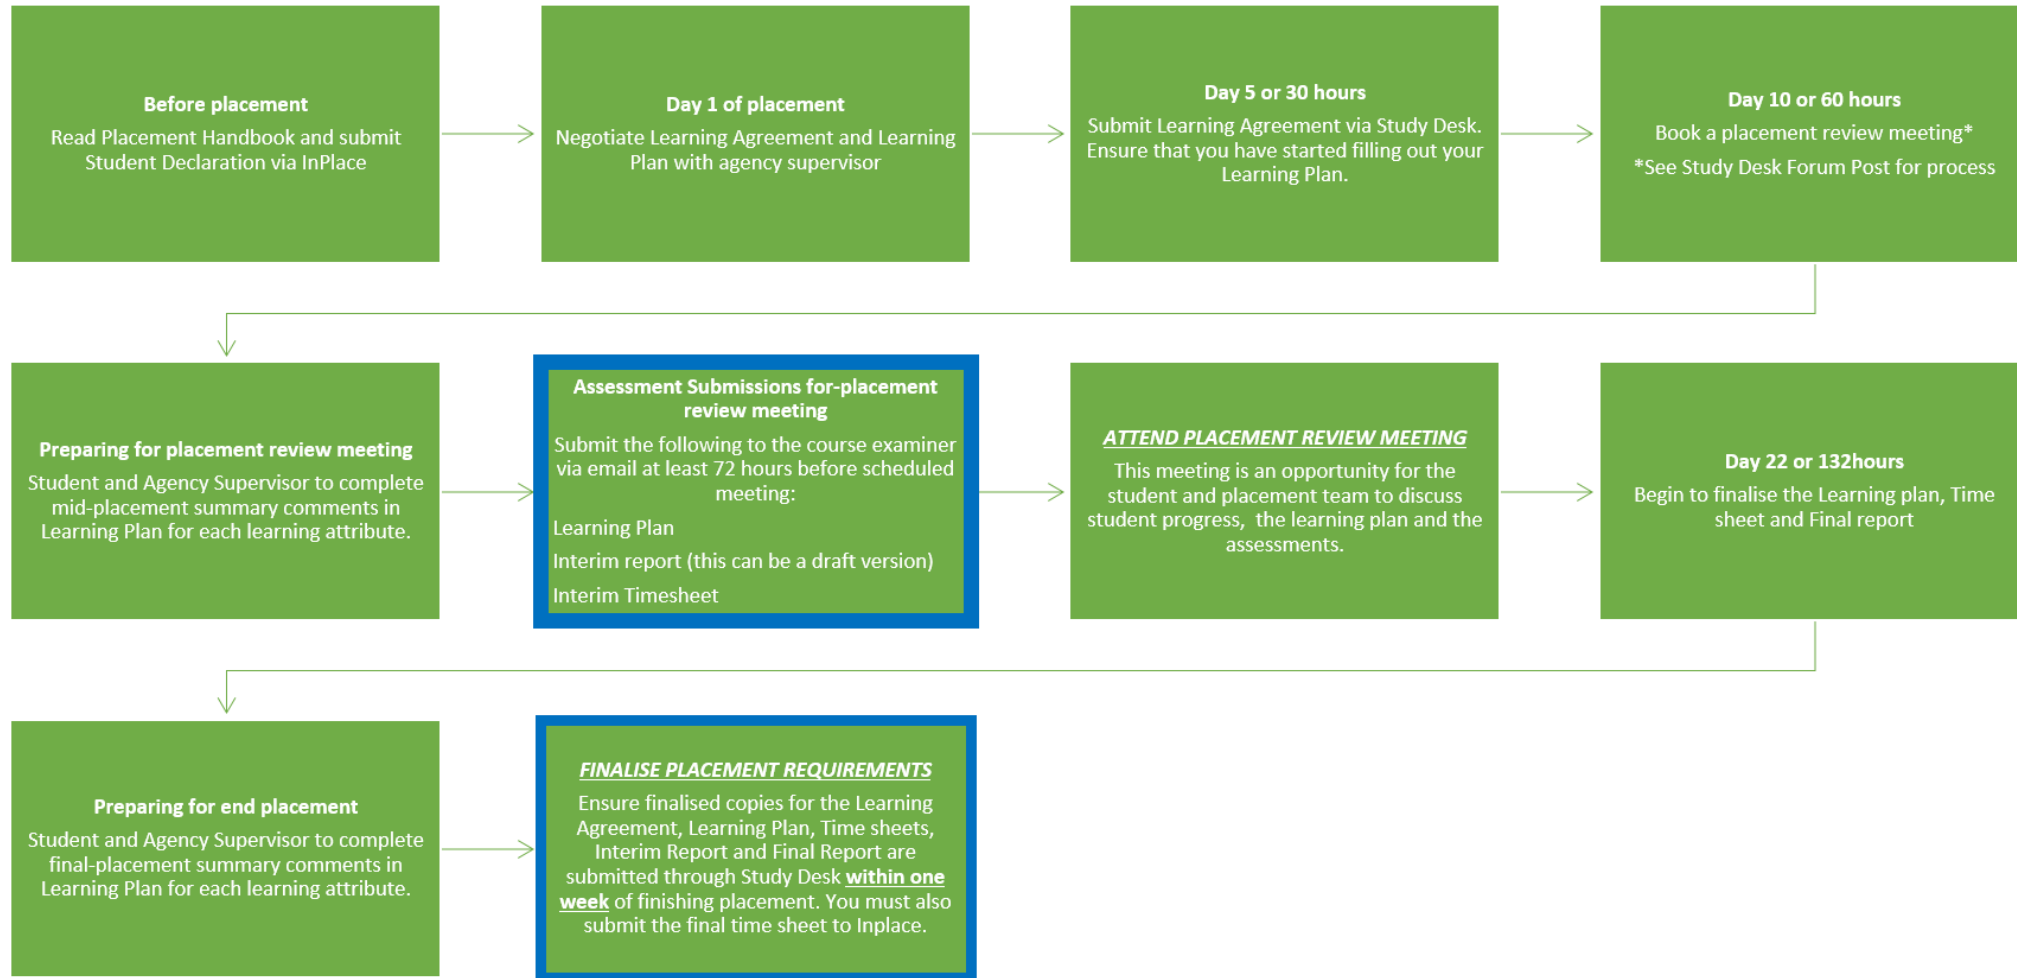 Before placement
Read Placement Handbook and submit
Student Declaration via InPlace
Day 1 of placement
Negotiate Learning Agreement and Learning
Plan with agency supervisor
Day 5 or 30 hours
Submit Learning Agreement via Study Desk.
Ensure that you have started filling out your
Learning Plan.
Day 10 or 60 hours
Book a placement review meeting*
*See Study Desk Forum Post for process
Preparing for placement review meeting
Student and Agency Supervisor to complete
mid-placement summary comments in
Learning Plan for each learning attribute.
Assessment Submissions for-placement
review meeting
Submit the following to the course examiner
via email at least 72 hours before scheduled
meeting:
Learning Plan
Interim report (this can be a draft version)
Interim Timesheet
ATTEND PLACEMENT REVIEW MEETING
This meeting is an opportunity for the
student and placement team to discuss
student progress,  the learning plan and the
assessments.
Day 22 or 132hours
Begin to finalise the Learning plan, Time
sheet and Final report
Preparing for end placement
Student and Agency Supervisor to complete
final-placement summary comments in
Learning Plan for each learning attribute.
FINALISE PLACEMENT REQUIREMENTS
Ensure finalised copies for the Learning
Agreement, Learning Plan, Time sheets,
Interim Report and Final Report are
submitted through Study Desk within one
week of finishing placement. You must also
submit the final time sheet to Inplace.